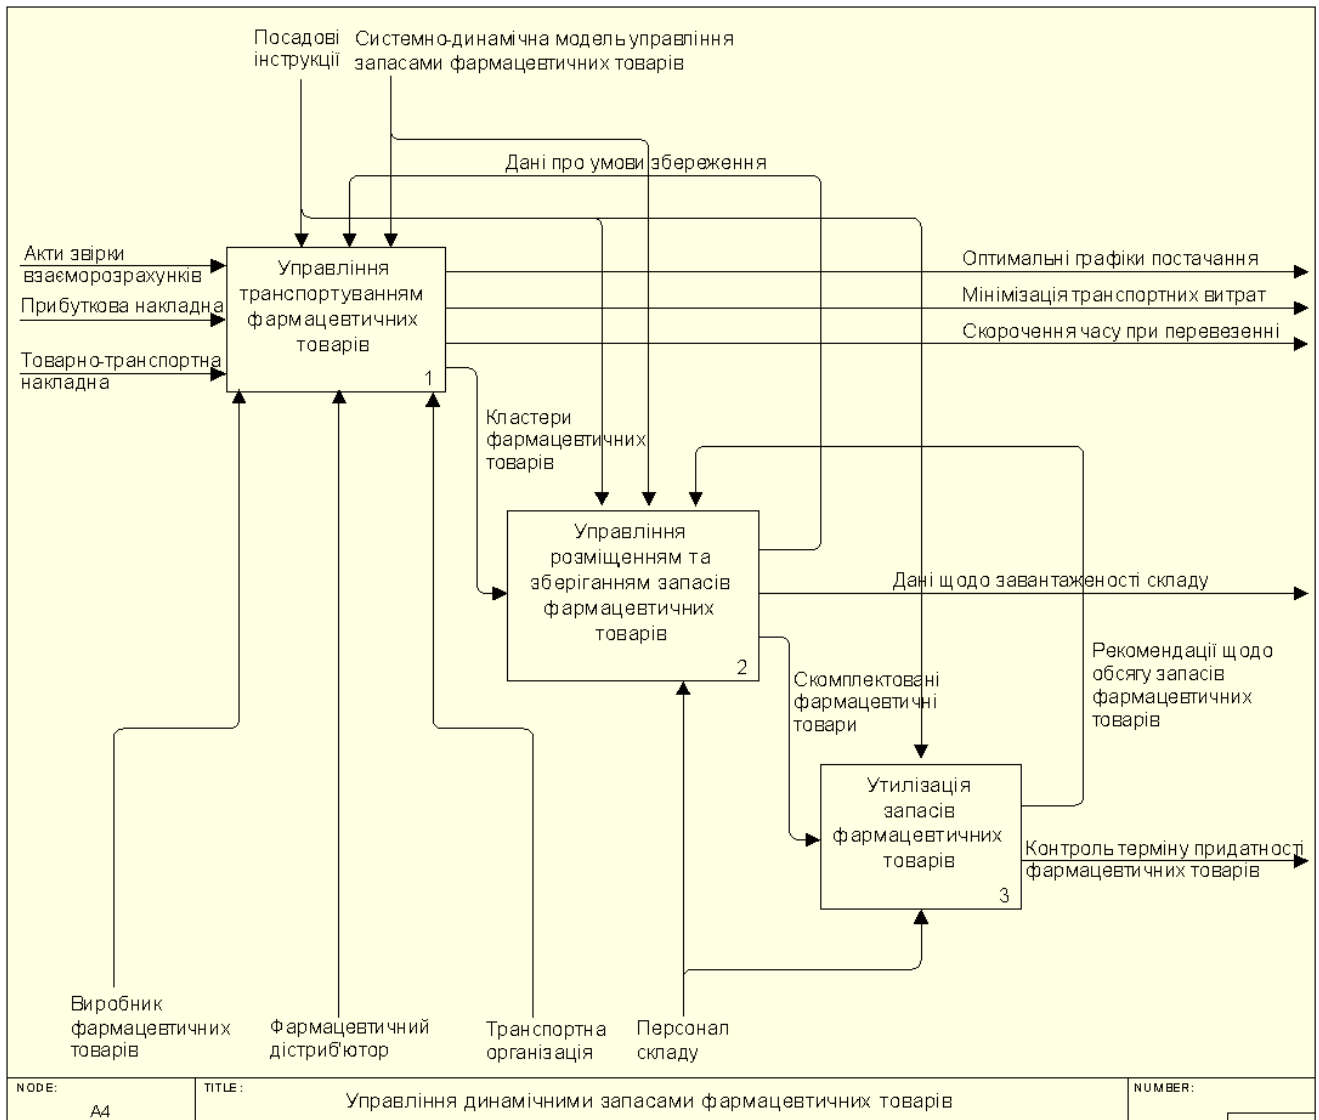 Посадові
інструкції
Системно-динамічна модель управління
запасами фармацевтичних товарів
Дані про умови збереження
Акти звірки
взаєморозрахунків
Прибуткова накладна
Товарно-транспортна
накладна
Управління
транспортуванням
фармацевтичних
товарів
1
Оптимальні графіки постачання
Мінімізація транспортних витрат
Скорочення часу при перевезенні
Кластери
фармацевтичних
товарів
Управління
розміщенням та
зберіганням запасів
фармацевтичних
товарів
2
Дані щодо завантаженості складу
Скомплектовані
фармацевтичні
товари
Рекомендації щодо
обсягу запасів
фармацевтичних
товарів
Утилізація
запасів
фармацевтичних
товарів
3
Контроль терміну придатності
фармацевтичних товарів
Виробник
фармацевтичних
товарів
Фармацевтичний
дістриб'ютор
Транспортна
організація
Персонал
складу
NODE:
A4
TITLE:
Управління динамічними запасами фармацевтичних товарів
NUMBER: